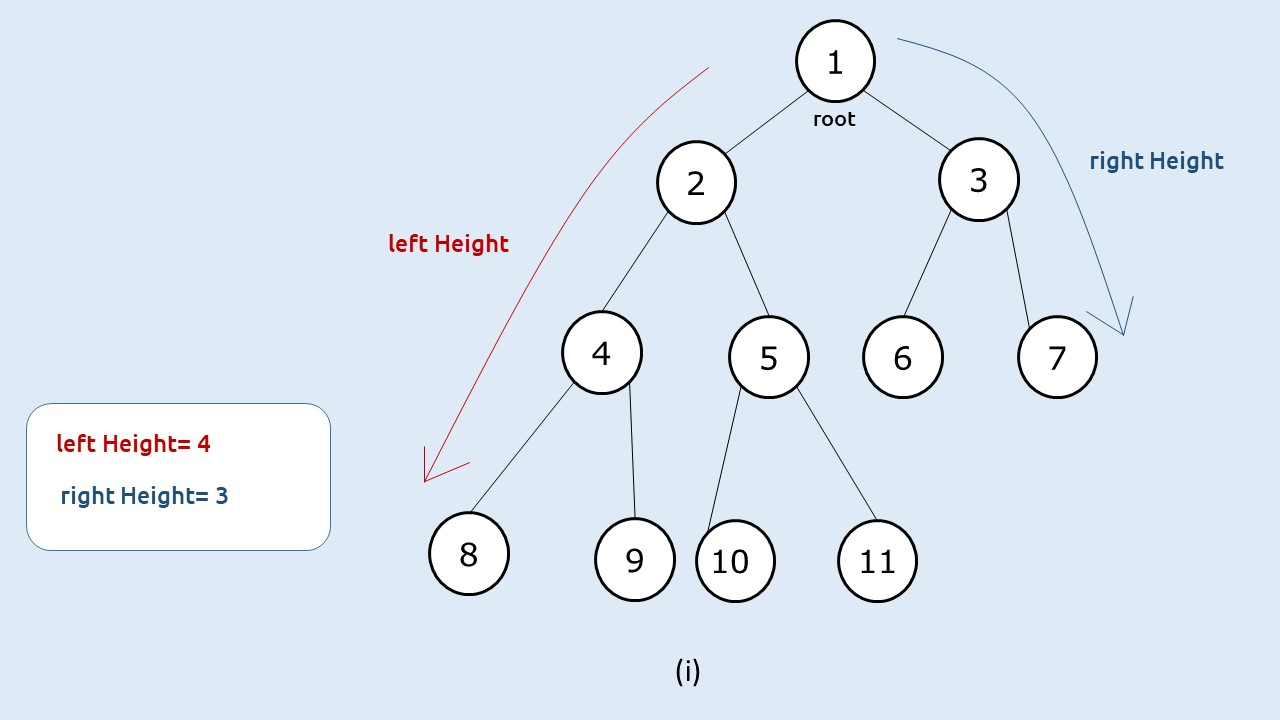 1
root
2
3
right Height
left Height
4
5
6
7
left Height= 4
right Height= 3
8
9
10
11
(i)